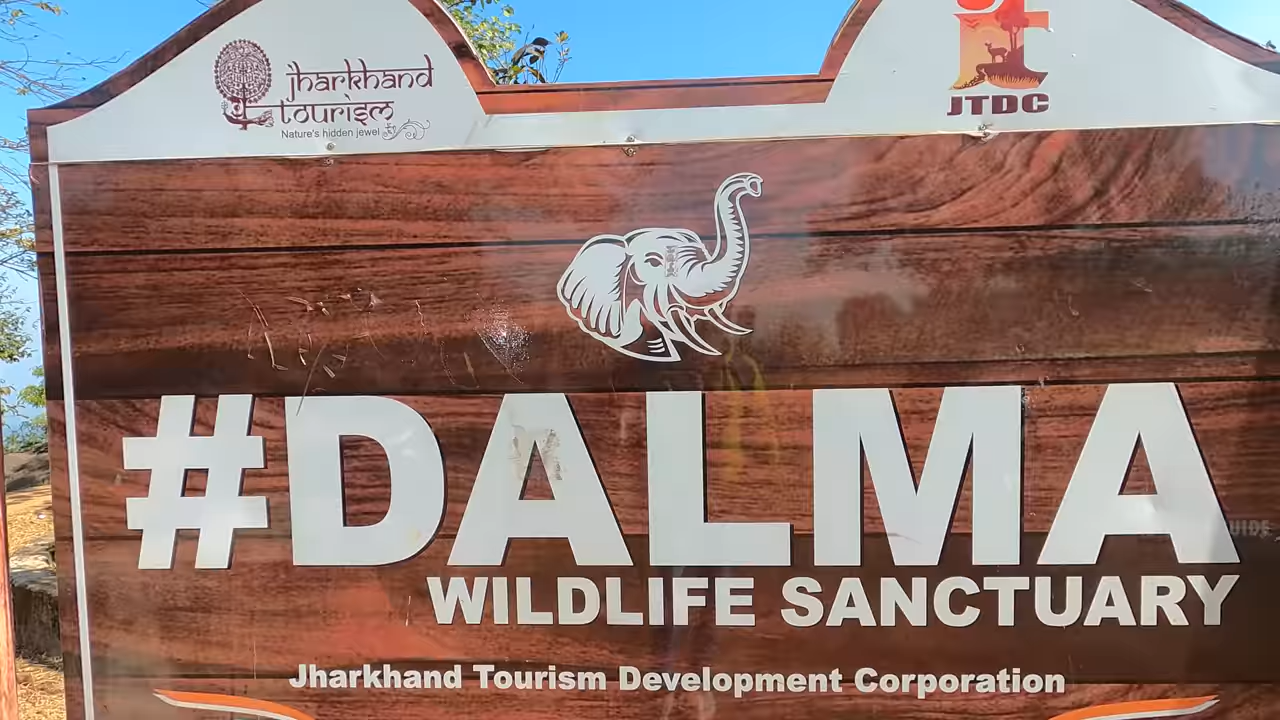 jharkhand
tourism
Nature's hidden jewel
JTDC
#DALMA
WILDLIFE SANCTUARY
Jharkhand Tourism Development Corporation